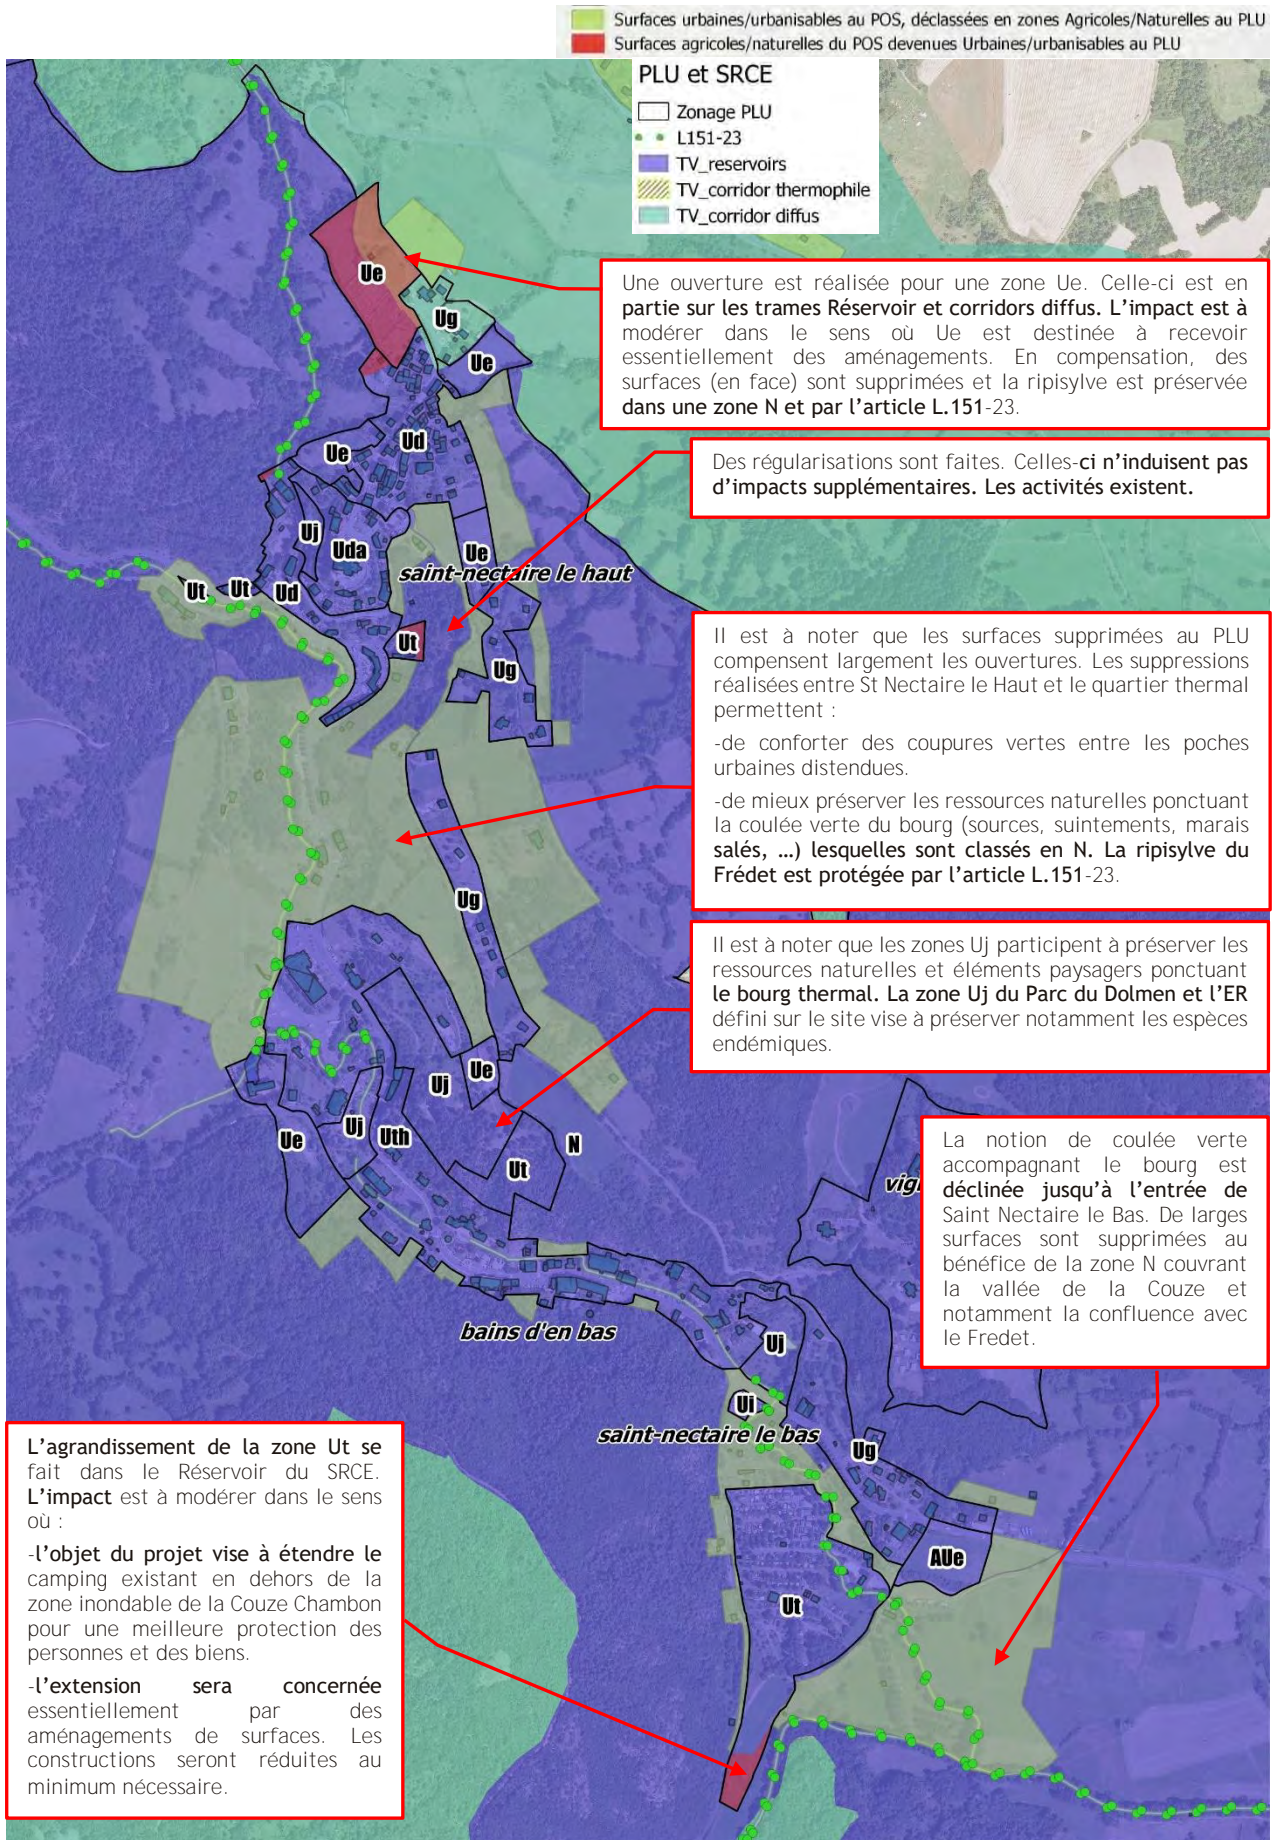 Surfaces urbaines/urbanisables au POS, déclassées en zones Agricoles/Naturelles au PLU
Surfaces agricoles/naturelles du POS devenues Urbaines/urbanisables au PLU
PLU et SRCE
Zonage PLU
L151-23
TV_reservoirs
TV_corridor thermophile
TV_corridor diffus
Ue
Une ouverture est réalisée pour une zone Ue. Celle-ci est en
partie sur les trames Réservoir et corridors diffus. L'impact est à
modérer dans le sens où Ue est destinée à recevoir
essentiellement des aménagements. En compensation, des
surfaces (en face) sont supprimées et la ripisylve est préservée
dans une zone N et par l'article L.151-23.
Ug
Ue
Ud
Ue
Des régularisations sont faites. Celles-ci n'induisent pas
d'impacts supplémentaires. Les activités existent.
Uj
Uda
Ue
saint-nectaire le haut
Ut
Ut
Ud
Ut
Ug
Il est à noter que les surfaces supprimées au PLU
compensent largement les ouvertures. Les suppressions
réalisées entre St Nectaire le Haut et le quartier thermal
permettent :
-de conforter des coupures vertes entre les poches
urbaines distendues.
-de mieux préserver les ressources naturelles ponctuant
la coulée verte du bourg (sources, suintements, marais
salés, …) lesquelles sont classés en N. La ripisylve du
Frédet est protégée par l'article L.151-23.
Ug
Il est à noter que les zones Uj participent à préserver les
ressources naturelles et éléments paysagers ponctuant
le bourg thermal. La zone Uj du Parc du Dolmen et l'ER
défini sur le site vise à préserver notamment les espèces
endémiques.
Ue
Uj
Uj
Ue
Uth
N
Ut
vig
La notion de coulée verte
accompagnant le bourg est
déclinée jusqu'à l'entrée de
Saint Nectaire le Bas. De larges
surfaces sont supprimées au
bénéfice de la zone N couvrant
la vallée de la Couze et
notamment la confluence avec
le Fredet.
bains d'en bas
Uj
Ui
saint-nectaire le bas
Ug
AUe
Ut
L'agrandissement de la zone Ut se
fait dans le Réservoir du SRCE.
L'impact est à modérer dans le sens
où :
-l'objet du projet vise à étendre le
camping existant en dehors de la
zone inondable de la Couze Chambon
pour une meilleure protection des
personnes et des biens.
-l'extension sera concernée
essentiellement par des
aménagements de surfaces. Les
constructions seront réduites au
minimum nécessaire.